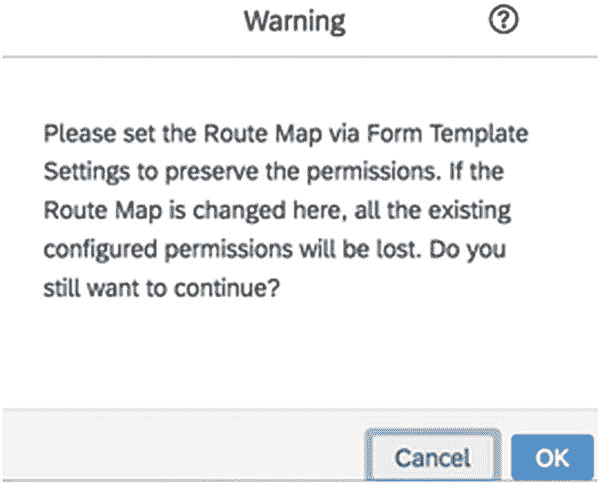 Warning
?
Please set the Route Map via Form Template
Settings to preserve the permissions. If the
Route Map is changed here, all the existing
configured permissions will be lost. Do you
still want to continue?
Cancel
OK